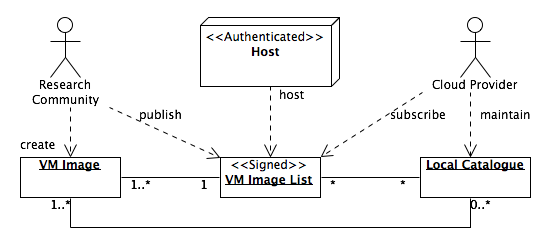 <<Authenticated>>
Host
Research
Community
Cloud Provider
host
publish
subscribe
maintain
create
VM Image
<<Signed>>
VM Image List
Local Catalogue
1..*
1
*
*
1..*
0..*